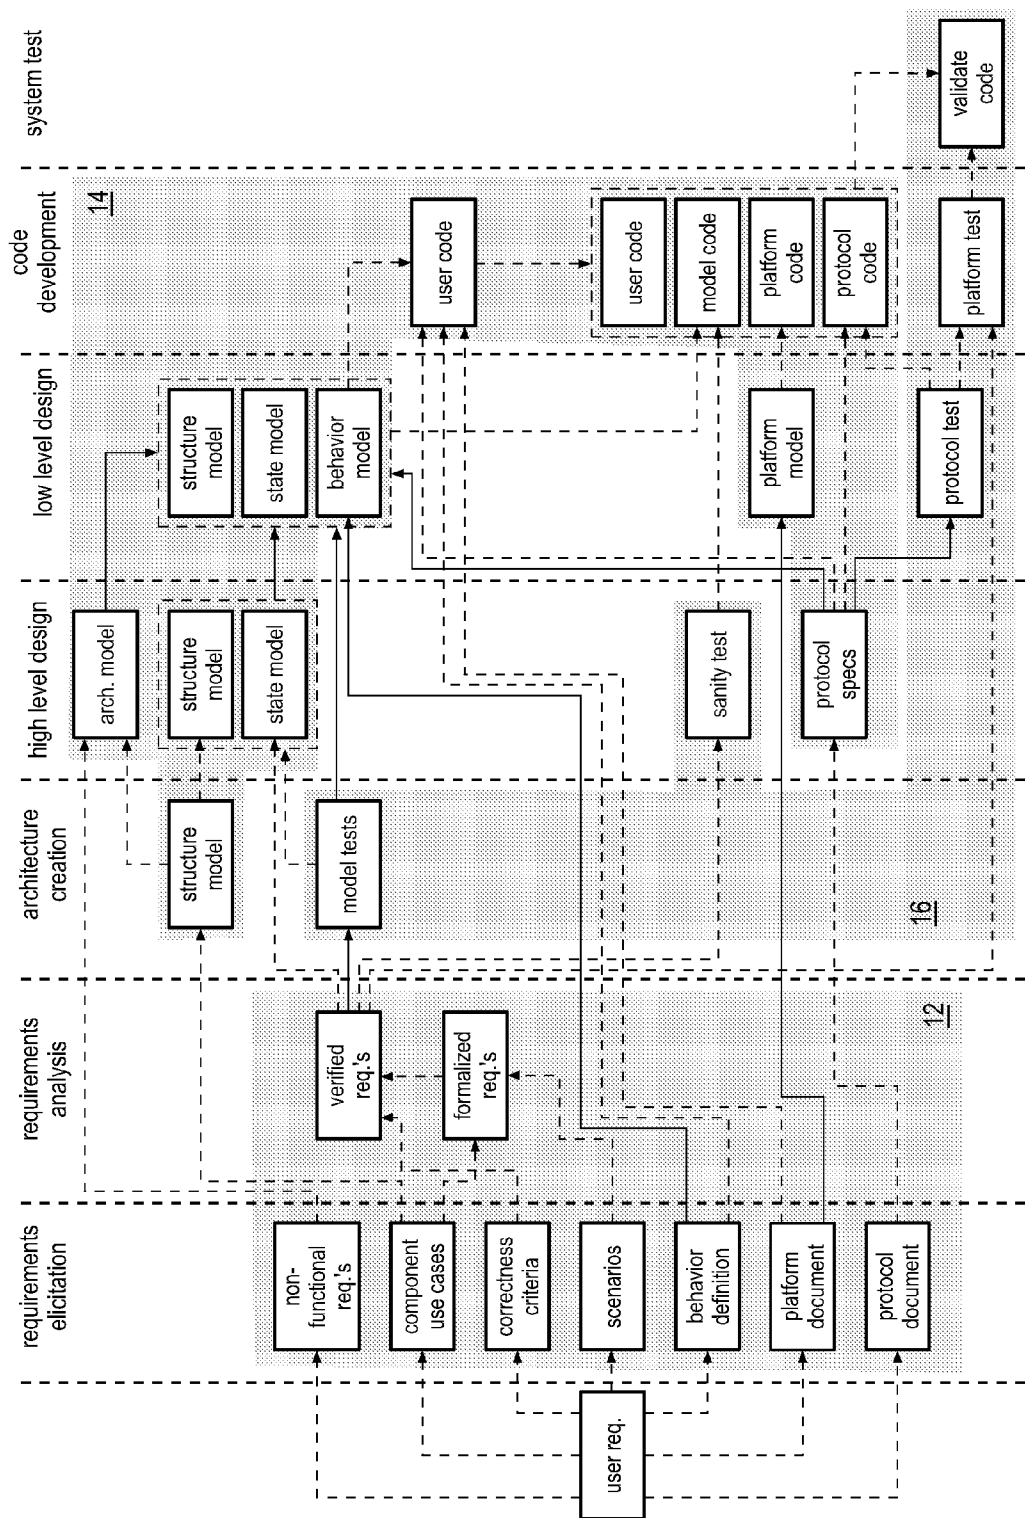 requirements
elicitation
requirements
analysis
architecture
creation
high level design
low level design
code
development
system test
user req.
non-
functional
req.'s
component
use cases
correctness
criteria
scenarios
behavior
definition
platform
document
protocol
document
verified
req.'s
formalized
req.'s
12
structure
model
model tests
16
arch. model
structure
model
state model
sanity test
protocol
specs
structure
model
state model
behavior
model
platform
model
protocol test
14
user code
user code
model code
platform
code
protocol
code
platform test
validate
code